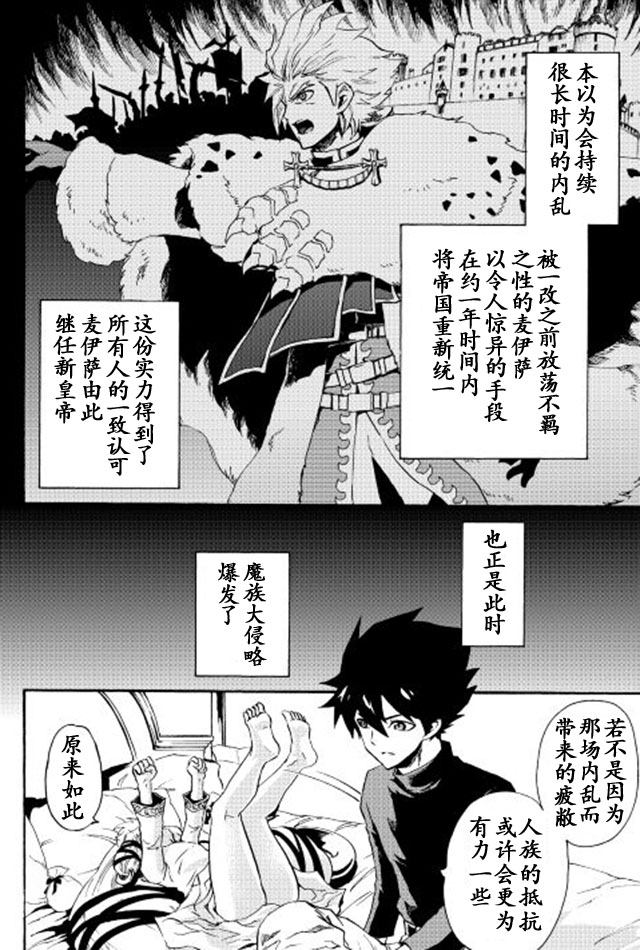 本以为会持续
很长时间的内乱
被一改之前放荡不羁
之性的麦伊萨
以令人惊异的手段
在约一年时间内
将帝国重新统一
这份实力得到了
所有人的一致认可
麦伊萨由此
继任新皇帝
也正是此时
魔族大侵略
爆发了
若不是因为
那场内乱而
带来的疲敝
人族的抵抗
或许会更为
有力一些
原来如此